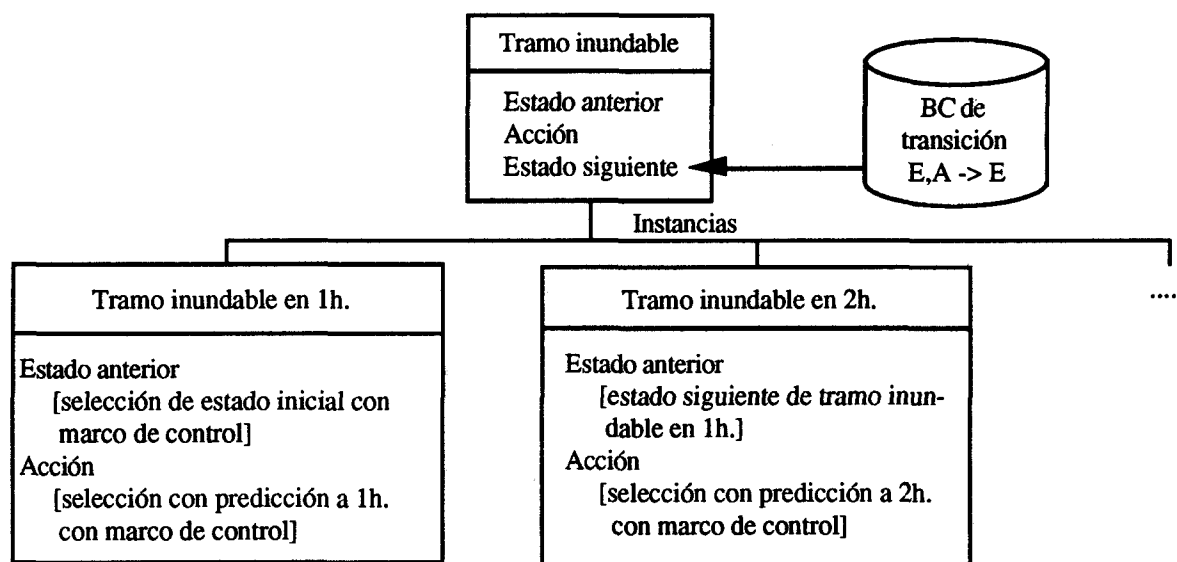 Tramo inundable
Estado anterior
Acción
Estado siguiente
BC de
transición
E,A -> E
Instancias
Tramo inundable en 1h.
Estado anterior
[selección de estado inicial con
marco de control]
Acción
[selección con predicción a 1h.
con marco de control]
Tramo inundable en 2h.
Estado anterior
[estado siguiente de tramo inun-
dable en 1h.]
Acción
[selección con predicción a 2h.
con marco de control]
....